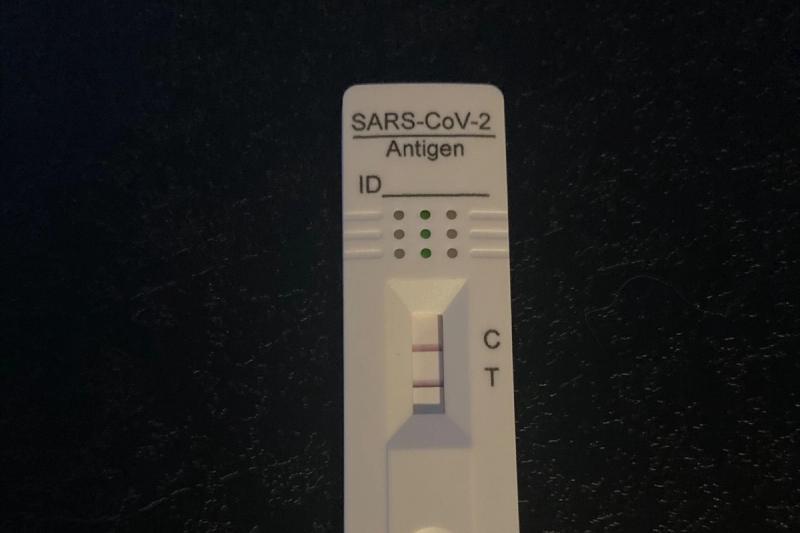 SARS-CoV-2
Antigen
ID
C
T